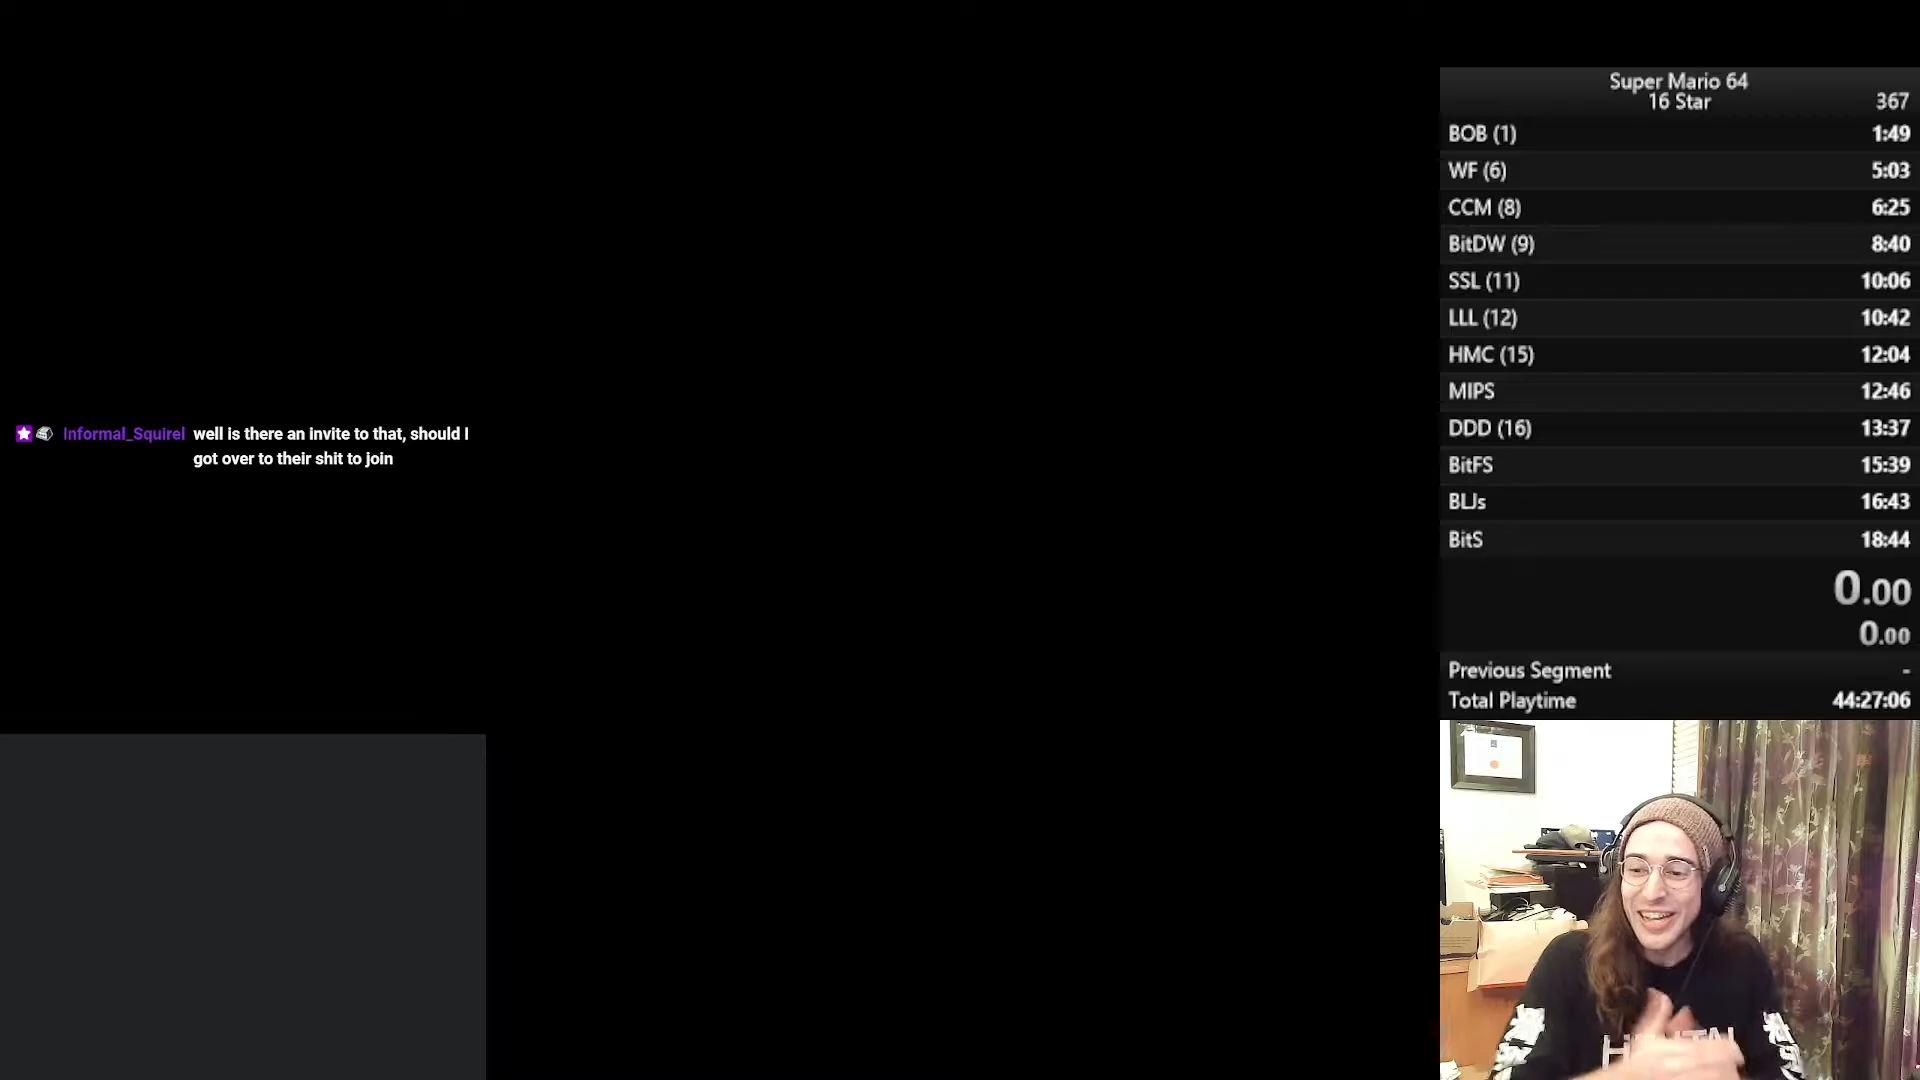 Informal_Squirel well is there an invite to that, should I
got over to their shit to join
Super Mario 64
16 Star 367
BOB (1) 1:49
WF (6) 5:03
CCM (8) 6:25
BitDW (9) 8:40
SSL (11) 10:06
LLL (12) 10:42
HMC (15) 12:04
MIPS 12:46
DDD (16) 13:37
BitFS 15:39
BLJs 16:43
BitS 18:44
0.00
0.00
Previous Segment -
Total Playtime 44:27:06